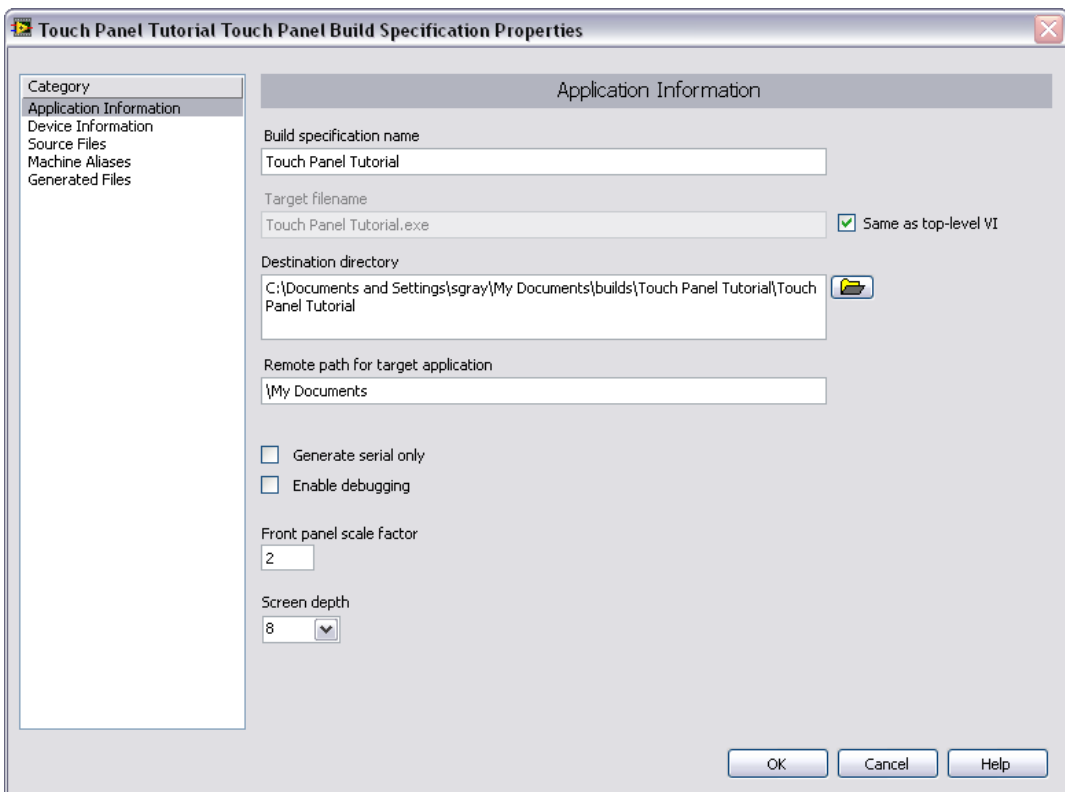 Touch Panel Tutorial Touch Panel Build Specification Properties
Category
Application Information
Device Information
Source Files
Machine Aliases
Generated Files
Application Information
Build specification name
Touch Panel Tutorial
Target filename
Touch Panel Tutorial.exe
Same as top-level VI
Destination directory
C:\Documents and Settings\sgray\My Documents\builds\Touch Panel Tutorial\Touch
Panel Tutorial
Remote path for target application
\My Documents
Generate serial only
Enable debugging
Front panel scale factor
2
Screen depth
8
OK
Cancel
Help